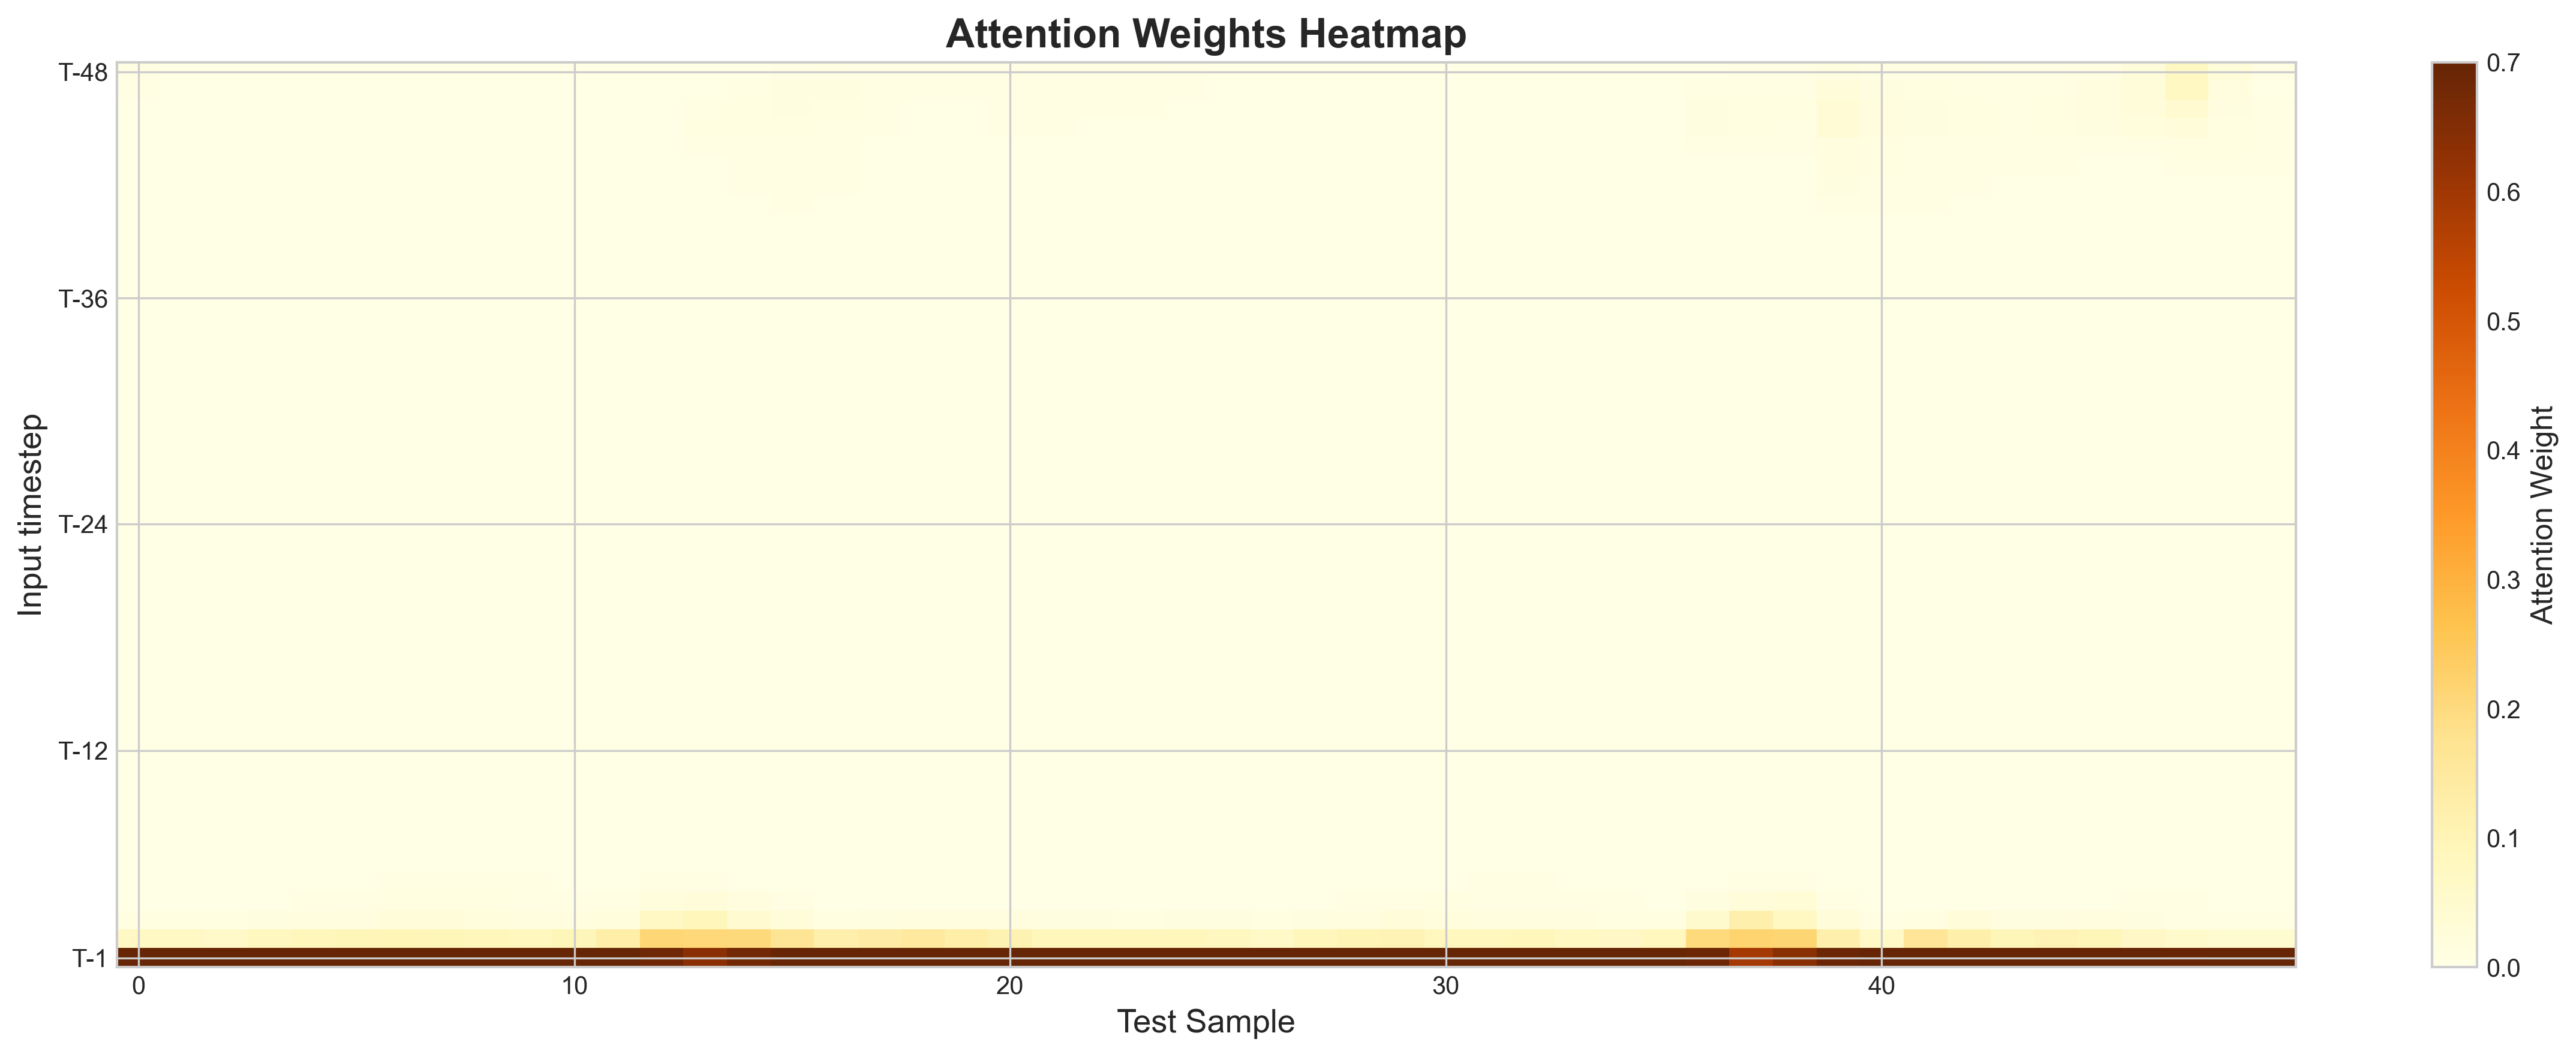 Attention Weights Heatmap
Input timestep
T-48
T-36
T-24
T-12
T-1
0 10 20 30 40
Test Sample
0.7
0.6
0.5
0.4
0.3
0.2
0.1
0.0
Attention Weight